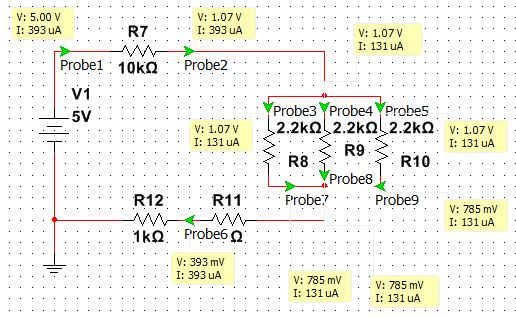 V: 5.00 V
I: 393 uA
V: 1.07 V
I: 393 uA
V: 1.07 V
I: 131 uA
R7
10kΩ
Probe1
Probe2
V1
5V
Probe3
Probe4
Probe5
2.2kΩ
2.2kΩ
2.2kΩ
V: 1.07 V
I: 131 uA
V: 1.07 V
I: 131 uA
R8
R9
R10
Probe8
Probe7
Probe9
R12
R11
1kΩ
Probe6
Ω
V: 785 mV
I: 131 uA
V: 393 mV
I: 393 uA
V: 785 mV
I: 131 uA
V: 785 mV
I: 131 uA